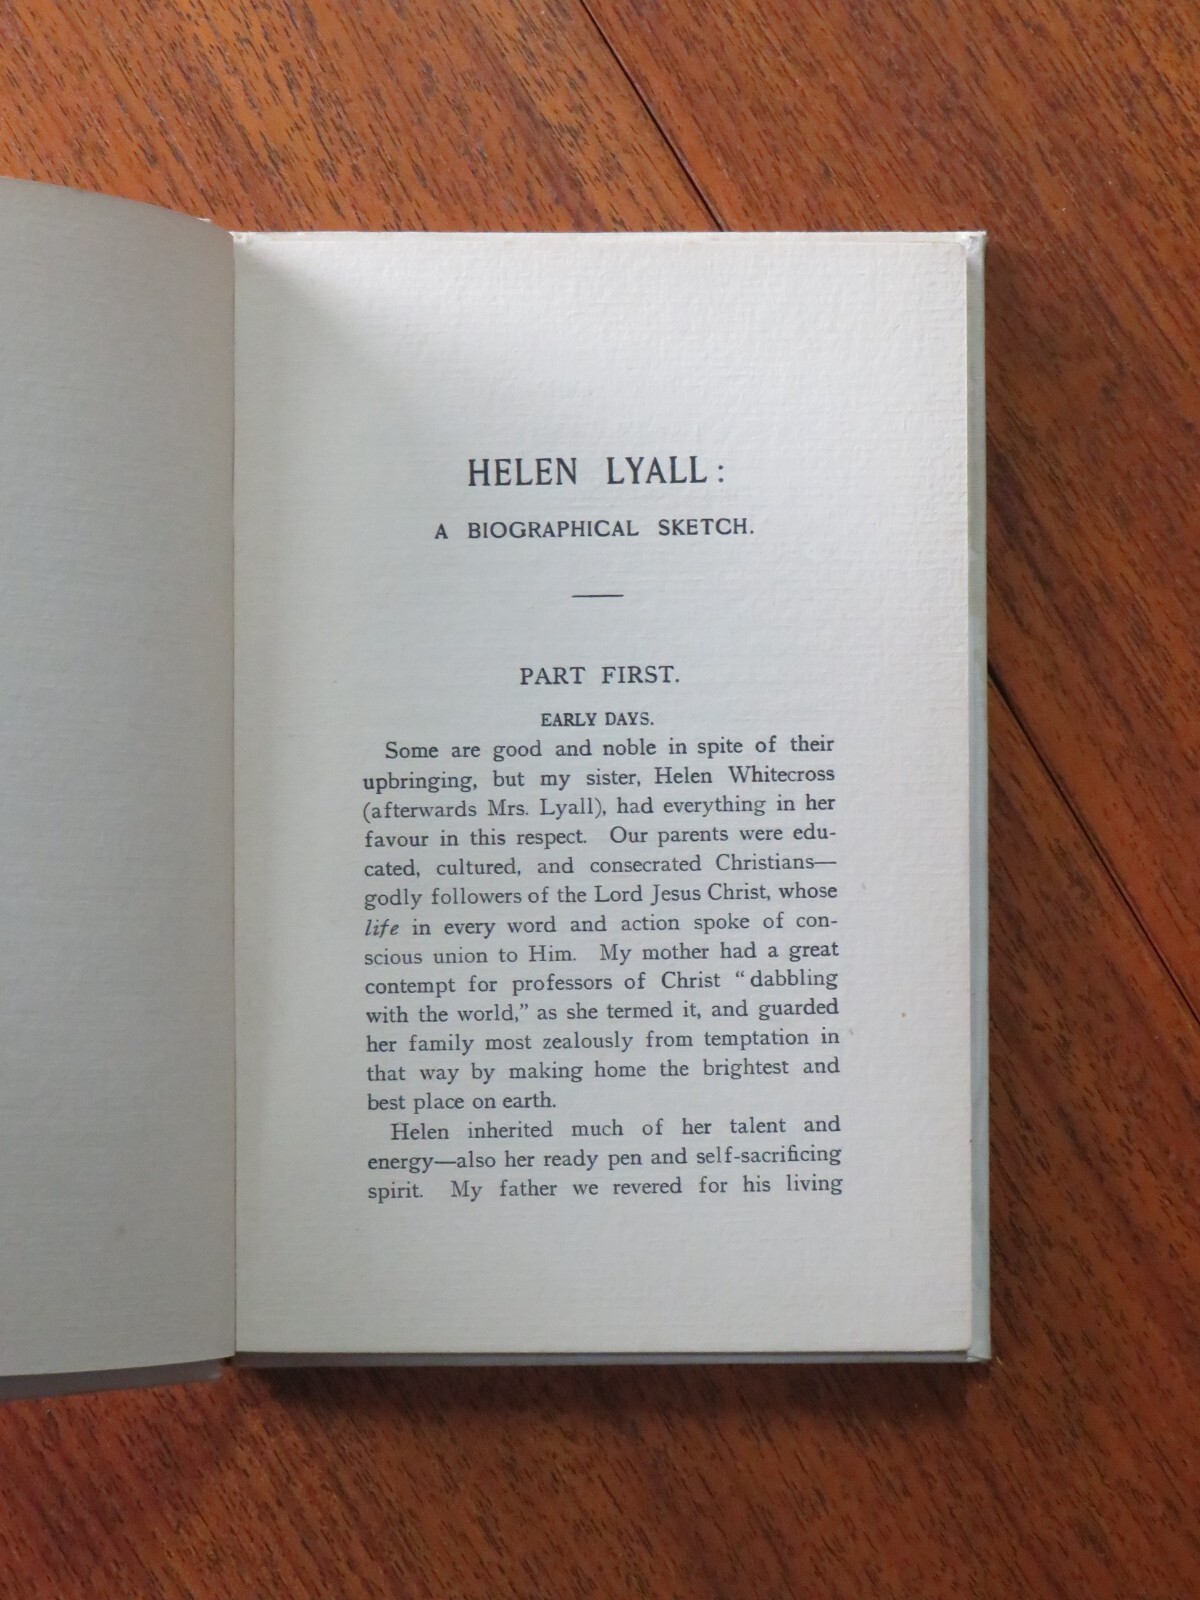 HELEN LYALL:
A BIOGRAPHICAL SKETCH.
PART FIRST.
EARLY DAYS.
Some are good and noble in spite of their
upbringing, but my sister, Helen Whitecross
(afterwards Mrs. Lyall), had everything in her
favour in this respect. Our parents were edu-
cated, cultured, and consecrated Christians—
godly followers of the Lord Jesus Christ, whose
life in every word and action spoke of con-
scious union to Him. My mother had a great
contempt for professors of Christ “dabbling
with the world,” as she termed it, and guarded
her family most zealously from temptation in
that way by making home the brightest and
best place on earth.
Helen inherited much of her talent and
energy—also her ready pen and self-sacrificing
spirit. My father we revered for his living